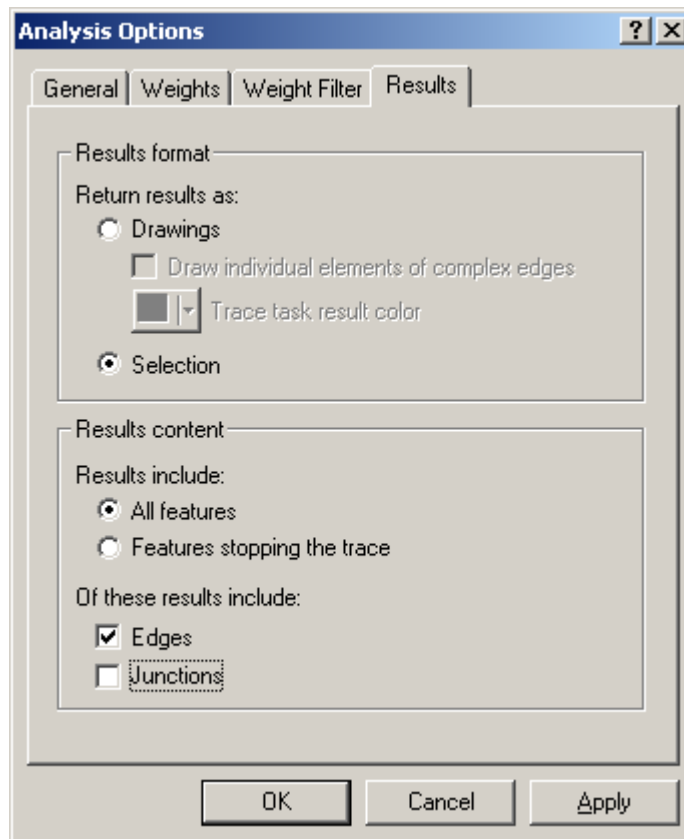 Analysis Options
General Weights Weight Filter Results
Results format
Return results as:
Drawings
Draw individual elements of complex edges
Trace task result color
Selection
Results content
Results include:
All features
Features stopping the trace
Of these results include:
Edges
Junctions
OK Cancel Apply